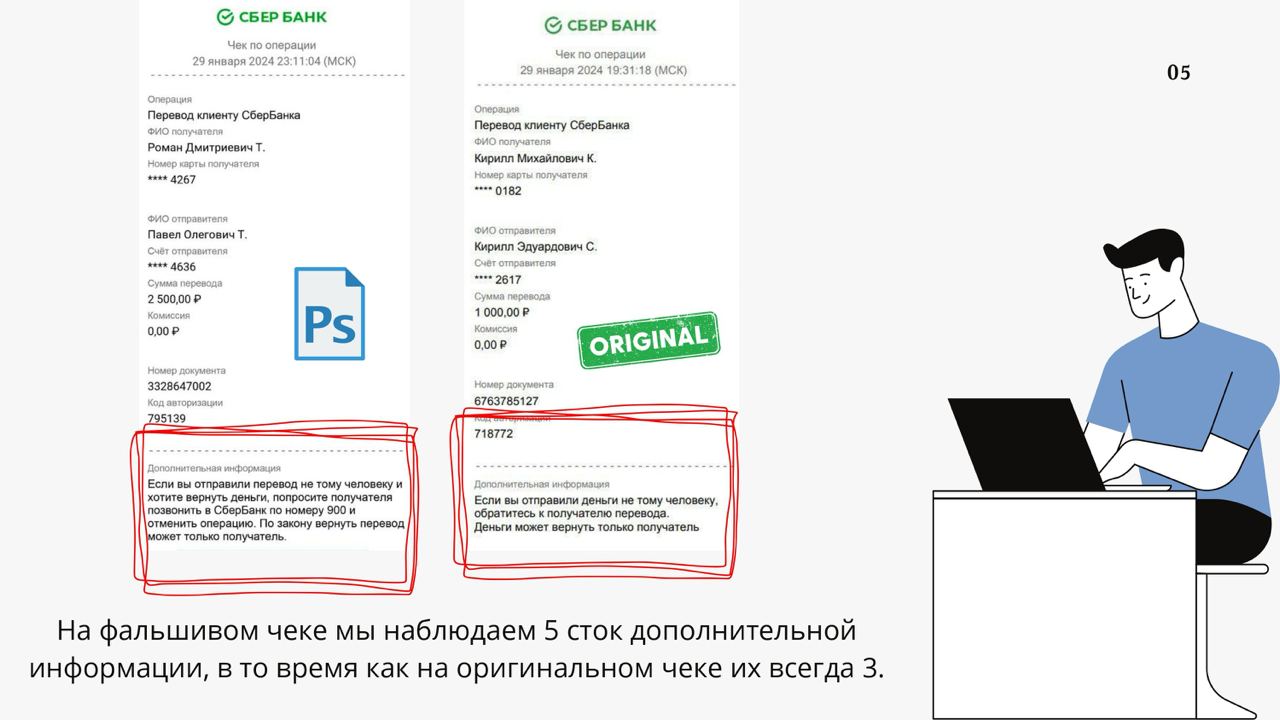 СБЕР БАНК
Чек по операции
29 января 2024 23:11:04 (МСК)
Операция
Перевод клиенту СберБанка
ФИО получателя
Роман Дмитриевич Т.
Номер карты получателя
**** 4267
ФИО отправителя
Павел Олегович Т.
Счёт отправителя
**** 4636
Сумма перевода
2 500,00 ₽
Комиссия
0,00 ₽
Номер документа
3328647002
Код авторизации
795139
Дополнительная информация
Если вы отправили перевод не тому человеку и
хотите вернуть деньги, попросите получателя
позвонить в СберБанк по номеру 900 и
отменить операцию. По закону вернуть перевод
может только получатель.
Ps
СБЕР БАНК
Чек по операции
29 января 2024 19:31:18 (МСК)
Операция
Перевод клиенту СберБанка
ФИО получателя
Кирилл Михайлович К.
Номер карты получателя
**** 0182
ФИО отправителя
Кирилл Эдуардович С.
Счёт отправителя
**** 2617
Сумма перевода
1 000,00 ₽
Комиссия
0,00 ₽
Номер документа
6763785127
Код авторизации
718772
Дополнительная информация
Если вы отправили деньги не тому человеку,
обратитесь к получателю перевода.
Деньги может вернуть только получатель
ORIGINAL
05
На фальшивом чеке мы наблюдаем 5 сток дополнительной
информации, в то время как на оригинальном чеке их всегда 3.